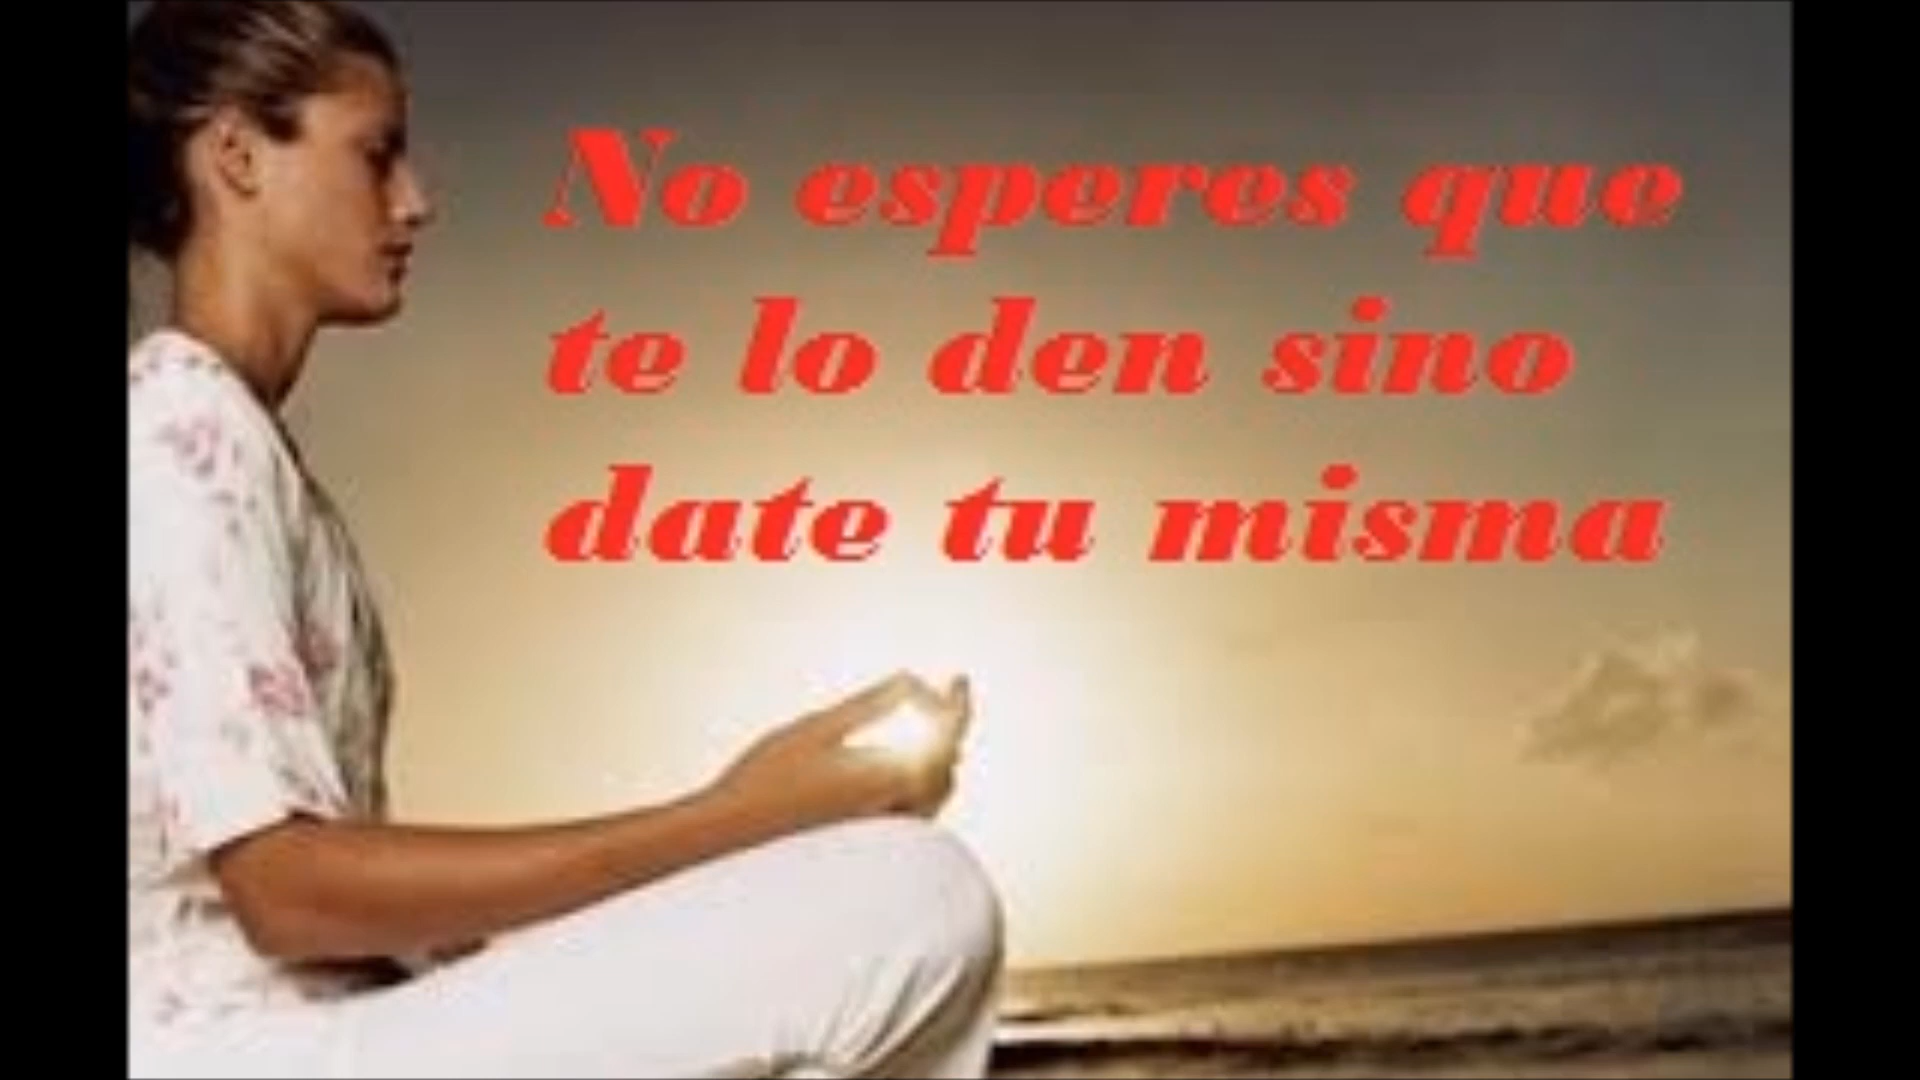 No esperes que
te lo den sino
date tu misma